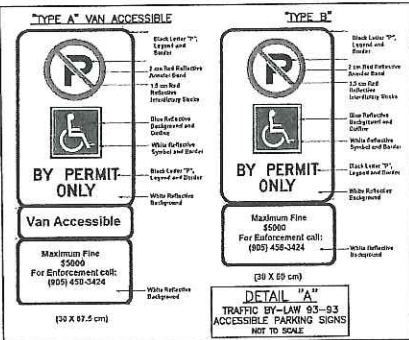 "TYPE A" VAN ACCESSIBLE
Black Letter "P",
Legend and
Border
P
2 cm Red Reflective
Annular Band
1.5 cm Red
Reflective
Interdictory Stroke
Blue Reflective
Background and
Outline
White Reflective
Symbol and Border
BY PERMIT
ONLY
Black Letter "P",
Legend and Border
White Reflective
Background
Van Accessible
Maximum Fine
$5000
For Enforcement call:
(905) 458-3424
White Reflective
Background
(30 X 67.5 cm)
"TYPE B"
Black Letter "P",
Legend and
Border
P
2 cm Red Reflective
Annular Band
1.5 cm Red
Reflective
Interdictory Stroke
Blue Reflective
Background and
Outline
White Reflective
Symbol and Border
BY PERMIT
ONLY
Black Letter "P",
Legend and Border
White Reflective
Background
Maximum Fine
$5000
For Enforcement call:
(905) 458-3424
White Reflective
Background
(30 X 60 cm)
DETAIL "A"
TRAFFIC BY-LAW 93-93
ACCESSIBLE PARKING SIGNS
NOT TO SCALE